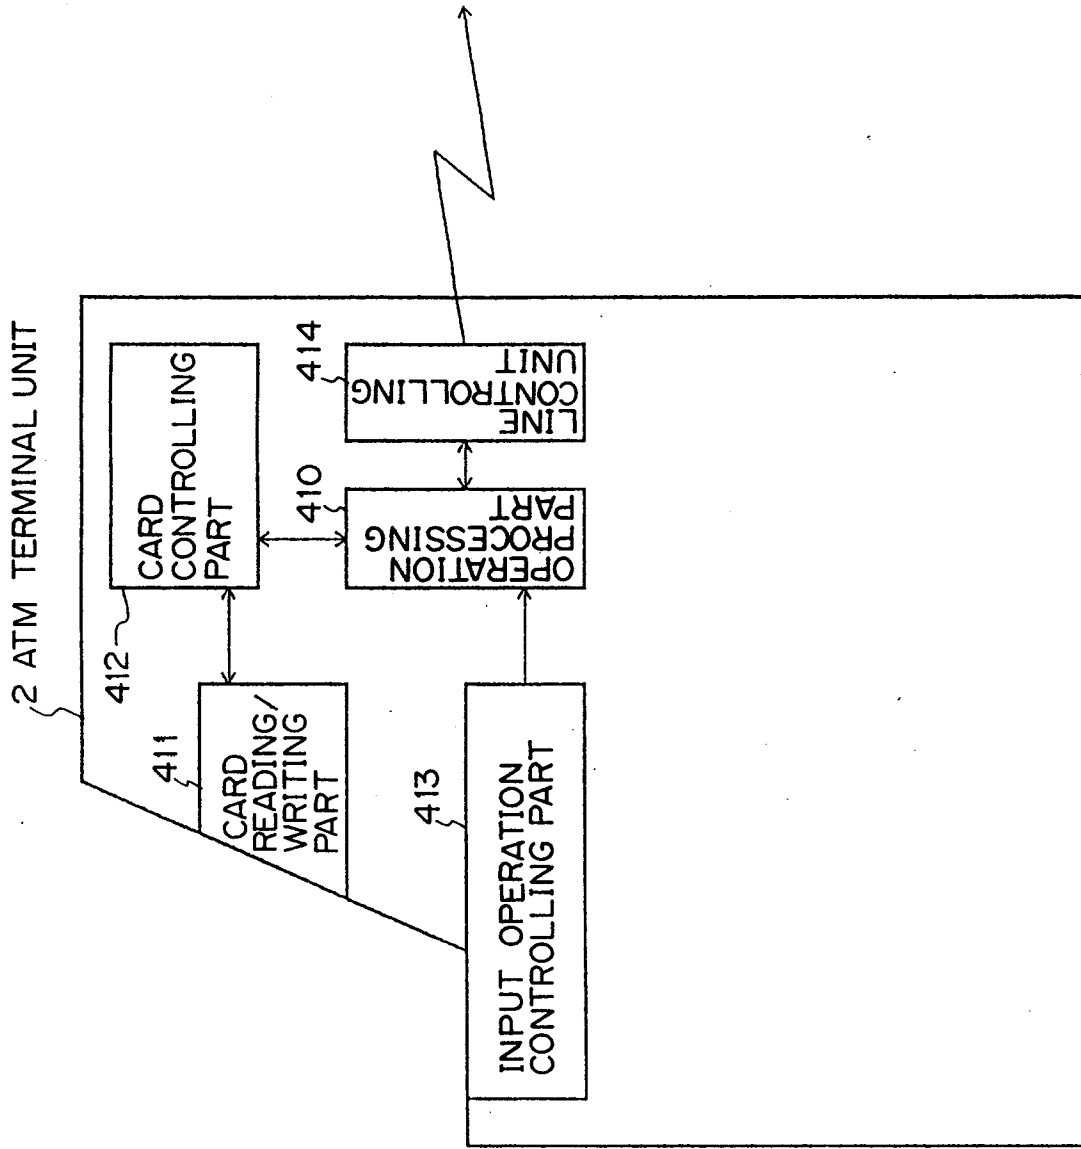 2 ATM TERMINAL UNIT
412
CARD
CONTROLLING
PART
411
CARD
READING/
WRITING
PART
414
LINE
CONTROLLING
UNIT
410
OPERATION
PROCESSING
PART
413
INPUT OPERATION
CONTROLLING PART